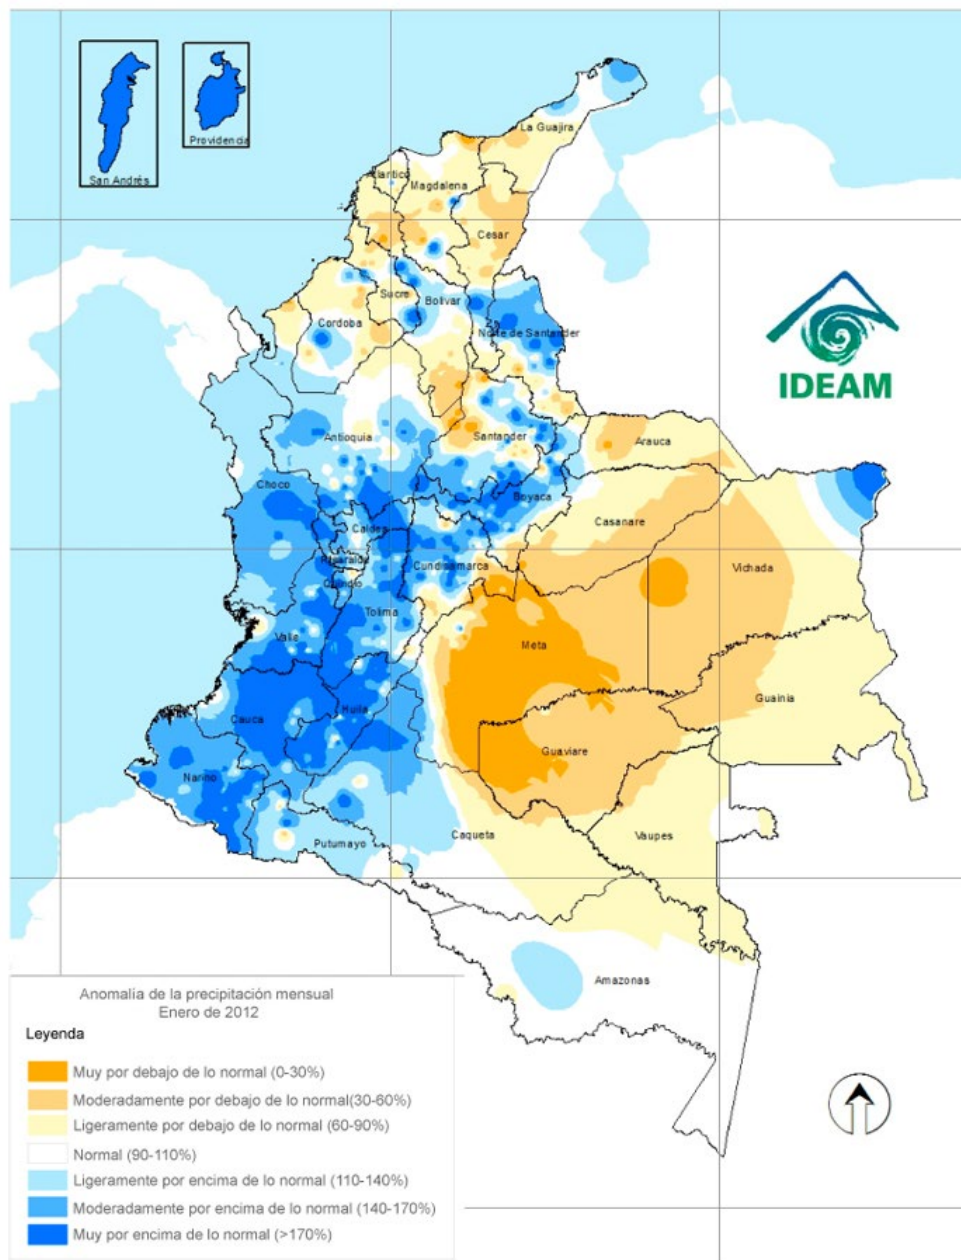 San Andrés
Providencia
La Guajira
Atlantico
Magdalena
Cesar
Sucre
Bolivar
Cordoba
Norte de Santander
IDEAM
Antioquia
Santander
Arauca
Choco
Boyaca
Casanare
Caldas
Vichada
Risaralda
Cundinamarca
Quindio
Tolima
Valle
Meta
Guainia
Cauca
Huila
Guaviare
Nariño
Caqueta
Vaupes
Putumayo
Amazonas
Anomalía de la precipitación mensual
Enero de 2012
Leyenda
Muy por debajo de lo normal (0-30%)
Moderadamente por debajo de lo normal(30-60%)
Ligeramente por debajo de lo normal (60-90%)
Normal (90-110%)
Ligeramente por encima de lo normal (110-140%)
Moderadamente por encima de lo normal (140-170%)
Muy por encima de lo normal (>170%)